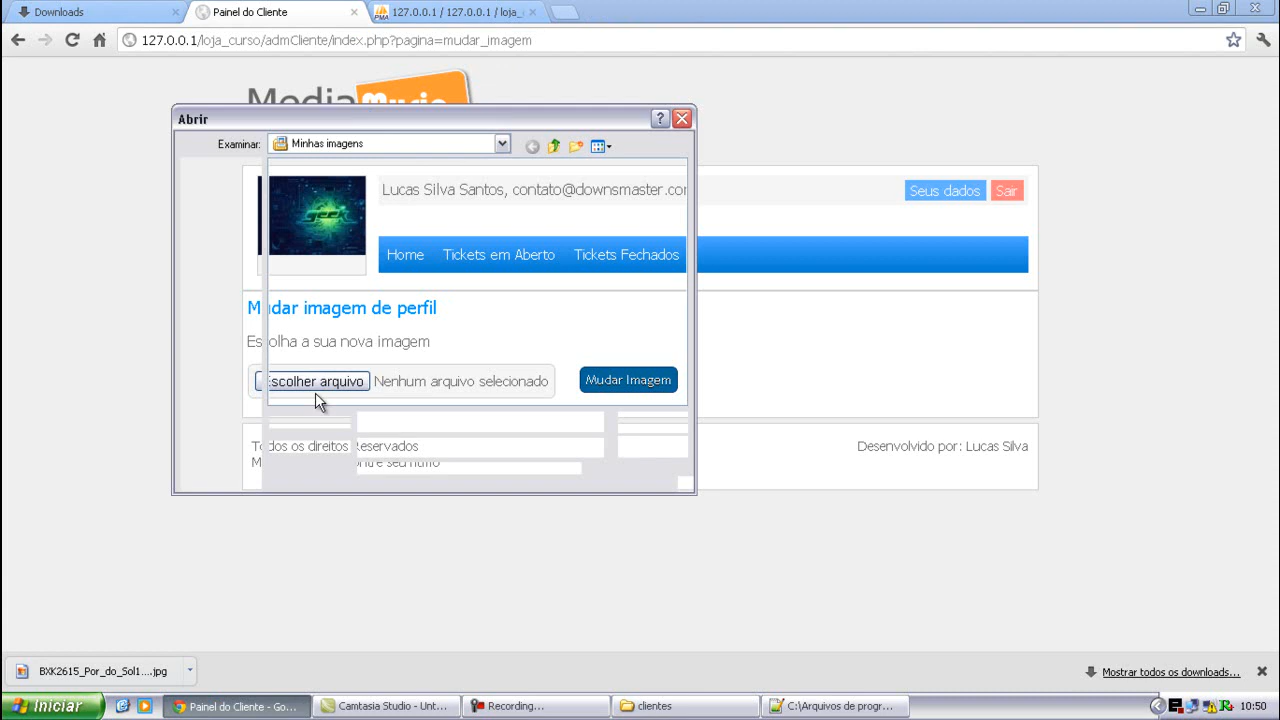 Downloads
Painel do Cliente
127.0.0.1 / 127.0.0.1 / loja_
127.0.0.1/loja_curso/admCliente/index.php?pagina=mudar_imagem
Abrir
Examinar:
Minhas imagens
Lucas Silva Santos, contato@downsmaster.co
Seus dados
Sair
Home
Tickets em Aberto
Tickets Fechados
Mudar imagem de perfil
Escolha a sua nova imagem
Escolher arquivo
Nenhum arquivo selecionado
Mudar Imagem
Todos os direitos Reservados
Desenvolvido por: Lucas Silva
BXK2615_Por_do_Sol1....jpg
Mostrar todos os downloads...
Iniciar
Painel do Cliente - Go...
Camtasia Studio - Unt...
Recording...
clientes
C:\Arquivos de progr...
10:50